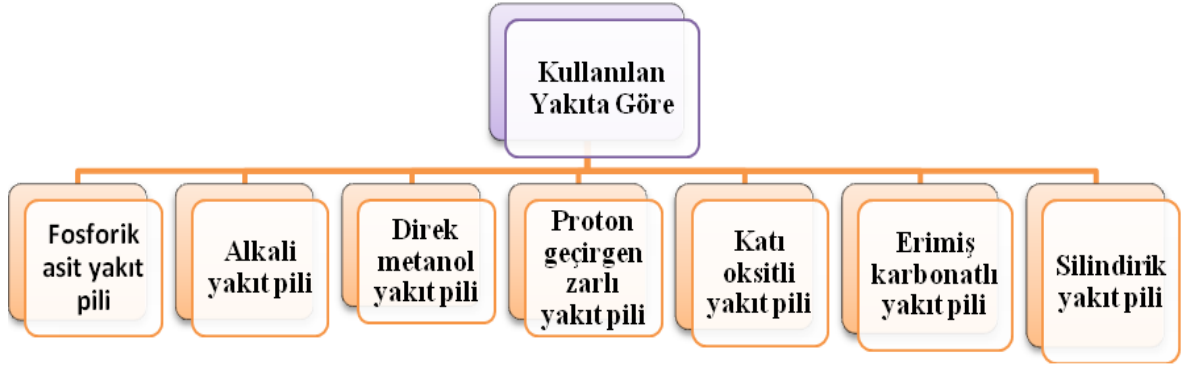 Kullanılan
Yakıta Göre
Fosforik
asit yakıt
pili
Alkali
yakıt pili
Direk
metanol
yakıt pili
Proton
geçirgen
zarlı
yakıt pili
Katı
oksitli
yakıt pili
Erimiş
karbonatlı
yakıt pili
Silindirik
yakıt pili